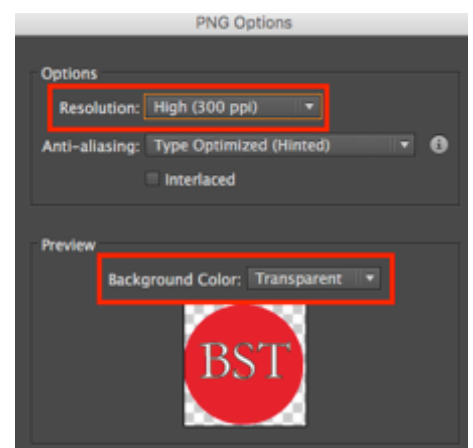 PNG Options
Options
Resolution: High (300 ppi)
Anti-aliasing: Type Optimized (Hinted)
Interlaced
Preview
Background Color: Transparent
BST